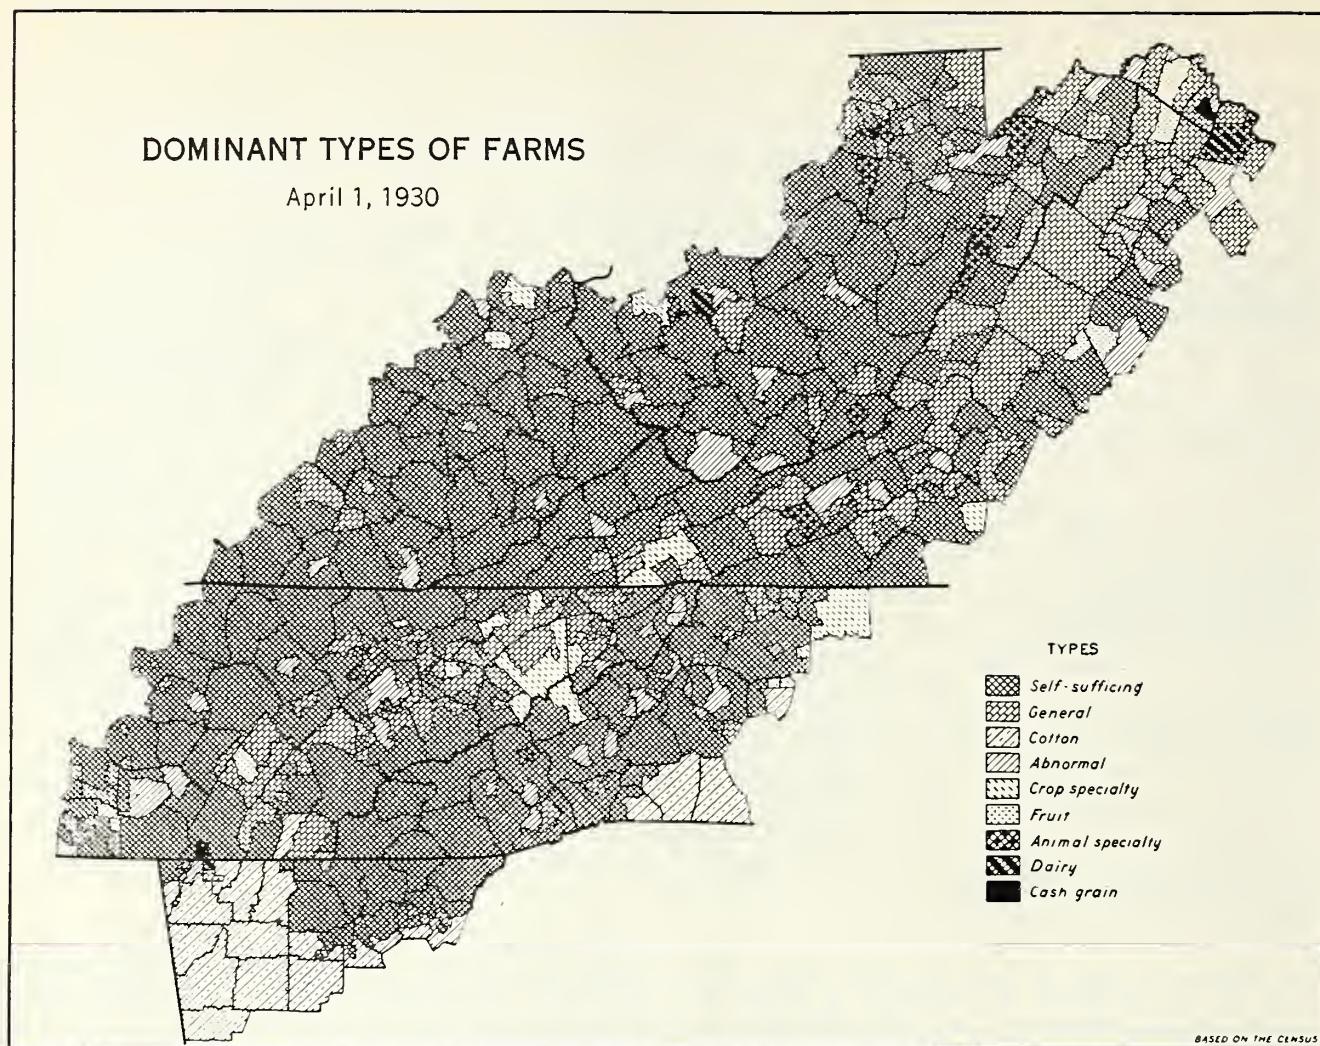 DOMINANT TYPES OF FARMS
April 1, 1930
TYPES
Self-sufficing
General
Cotton
Abnormal
Crop specialty
Fruit
Animal specialty
Dairy
Cash grain
BASED ON THE CENSUS